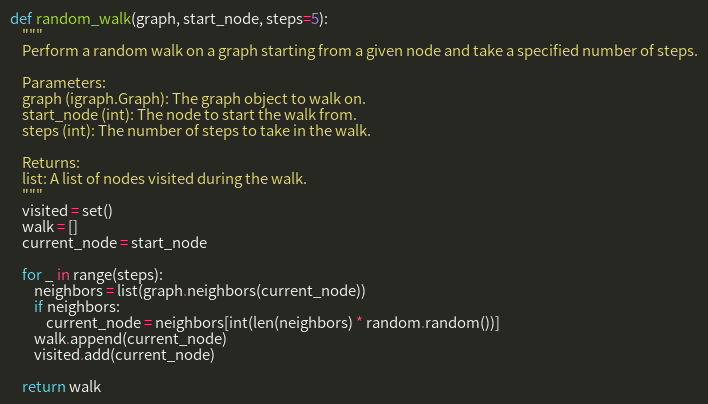 def random_walk(graph, start_node, steps=5):
    """
    Perform a random walk on a graph starting from a given node and take a specified number of steps.

    Parameters:
    graph (igraph.Graph): The graph object to walk on.
    start_node (int): The node to start the walk from.
    steps (int): The number of steps to take in the walk.

    Returns:
    list: A list of nodes visited during the walk.
    """
    visited = set()
    walk = []
    current_node = start_node

    for _ in range(steps):
        neighbors = list(graph.neighbors(current_node))
        if neighbors:
            current_node = neighbors[int(len(neighbors) * random.random())]
        walk.append(current_node)
        visited.add(current_node)

    return walk